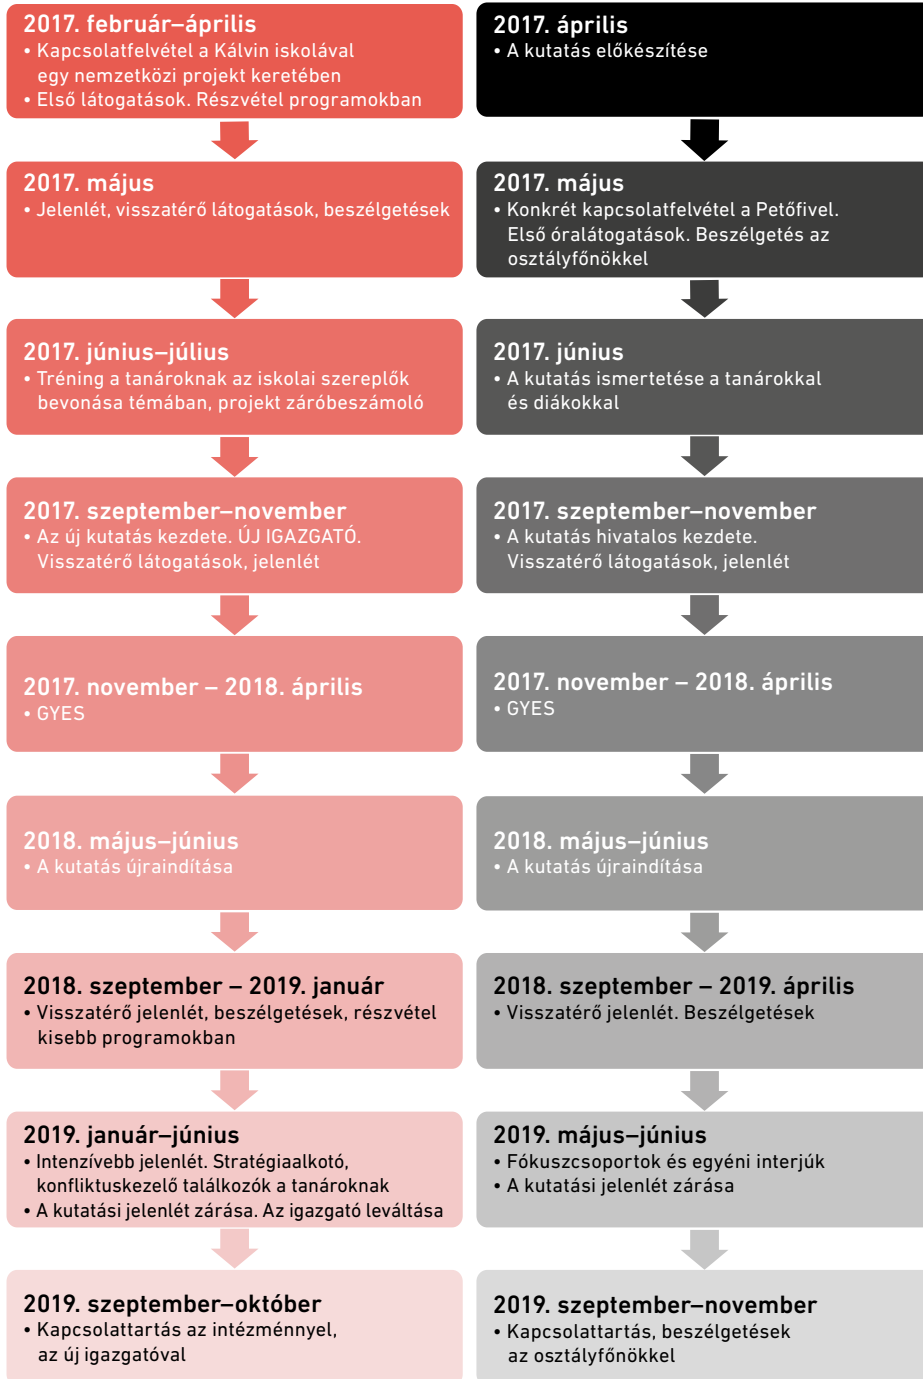 2017. február–április
• Kapcsolatfelvétel a Kálvin iskolával
egy nemzetközi projekt keretében
• Első látogatások. Részvétel programokban
2017. május
• Jelenlét, visszatérő látogatások, beszélgetések
2017. június–július
• Tréning a tanároknak az iskolai szereplők
bevonása témában, projekt záróbeszámoló
2017. szeptember–november
• Az új kutatás kezdete. ÚJ IGAZGATÓ.
Visszatérő látogatások, jelenlét
2017. november – 2018. április
• GYES
2018. május–június
• A kutatás újraindítása
2018. szeptember – 2019. január
• Visszatérő jelenlét, beszélgetések, részvétel
kisebb programokban
2019. január–június
• Intenzívebb jelenlét. Stratégiaalkotó,
konfliktuskezelő találkozók a tanároknak
• A kutatási jelenlét zárása. Az igazgató leváltása
2019. szeptember–október
• Kapcsolattartás az intézménnyel,
az új igazgatóval
2017. április
• A kutatás előkészítése
2017. május
• Konkrét kapcsolatfelvétel a Petőfivel.
Első óralátogatások. Beszélgetés az
osztályfőnökkel
2017. június
• A kutatás ismertetése a tanárokkal
és diákokkal
2017. szeptember–november
• A kutatás hivatalos kezdete.
Visszatérő látogatások, jelenlét
2017. november – 2018. április
• GYES
2018. május–június
• A kutatás újraindítása
2018. szeptember – 2019. április
• Visszatérő jelenlét. Beszélgetések
2019. május–június
• Fókuszcsoportok és egyéni interjúk
• A kutatási jelenlét zárása
2019. szeptember–november
• Kapcsolattartás, beszélgetések
az osztályfőnökkel